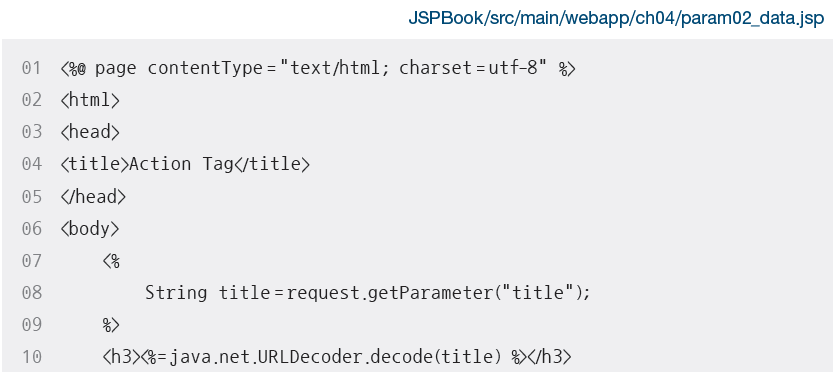 JSPBook/src/main/webapp/ch04/param02_data.jsp
01 <%@ page contentType="text/html; charset=utf-8" %>
02 <html>
03 <head>
04 <title>Action Tag</title>
05 </head>
06 <body>
07     <%
08         String title=request.getParameter("title");
09     %>
10     <h3><%=java.net.URLDecoder.decode(title) %></h3>